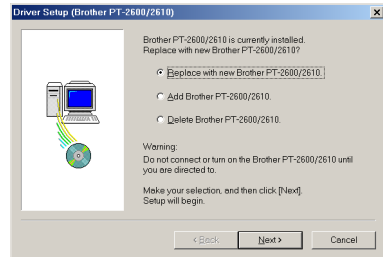 Driver Setup (Brother PT-2600/2610)
Brother PT-2600/2610 is currently installed.
Replace with new Brother PT-2600/2610?
Replace with new Brother PT-2600/2610.
Add Brother PT-2600/2610.
Delete Brother PT-2600/2610.
Warning:
Do not connect or turn on the Brother PT-2600/2610 until
you are directed to.
Make your selection, and then click [Next].
Setup will begin.
< Back Next > Cancel